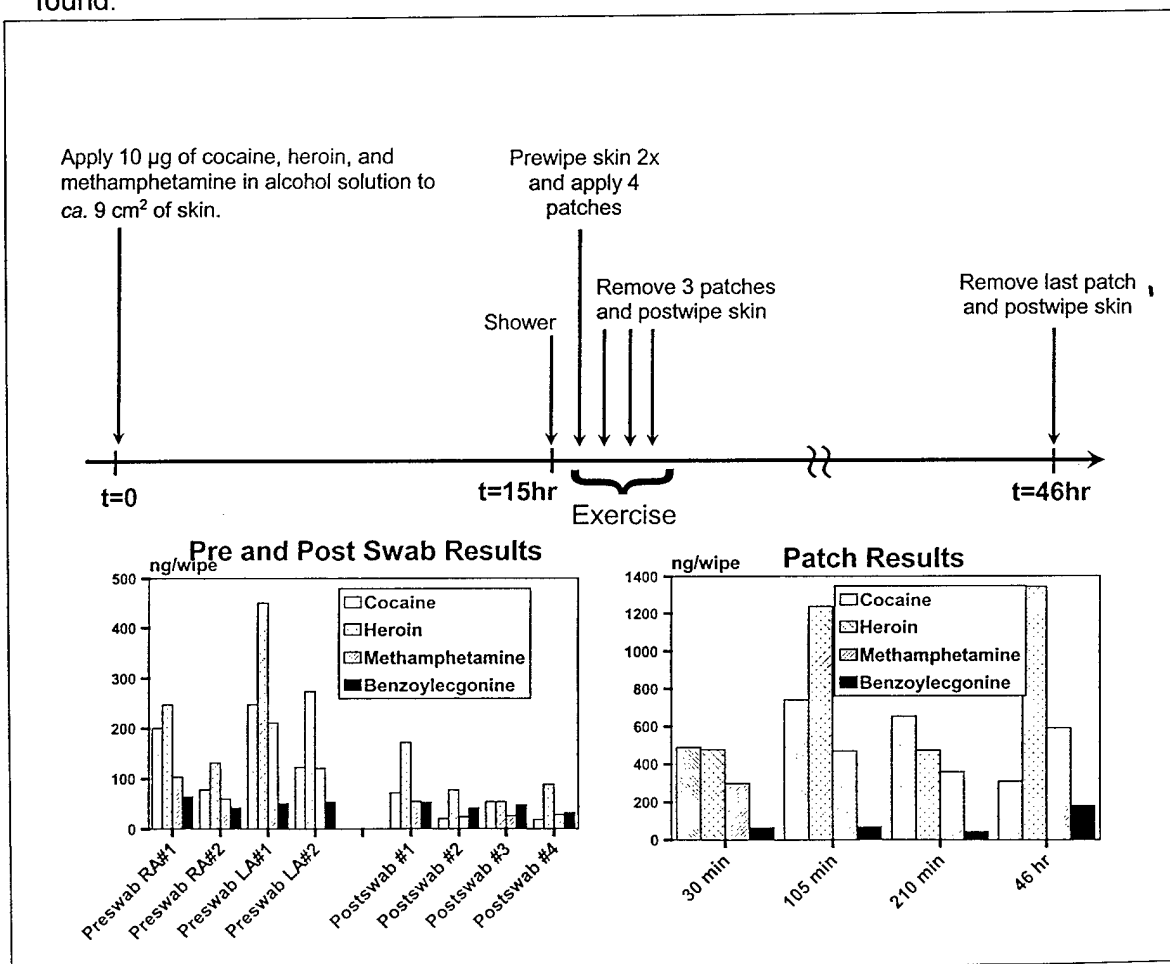 found.
Apply 10 µg of cocaine, heroin, and
methamphetamine in alcohol solution to
ca. 9 cm² of skin.
Prewipe skin 2x
and apply 4
patches
Shower
Remove 3 patches
and postwipe skin
Remove last patch
and postwipe skin
t=0
t=15hr
t=46hr
Exercise
Pre and Post Swab Results
ng/wipe
500
400
300
200
100
0
Cocaine
Heroin
Methamphetamine
Benzoylecgonine
Preswab RA#1
Preswab RA#2
Preswab LA#1
Preswab LA#2
Postswab #1
Postswab #2
Postswab #3
Postswab #4
Patch Results
ng/wipe
1400
1200
1000
800
600
400
200
0
Cocaine
Heroin
Methamphetamine
Benzoylecgonine
30 min
105 min
210 min
46 hr